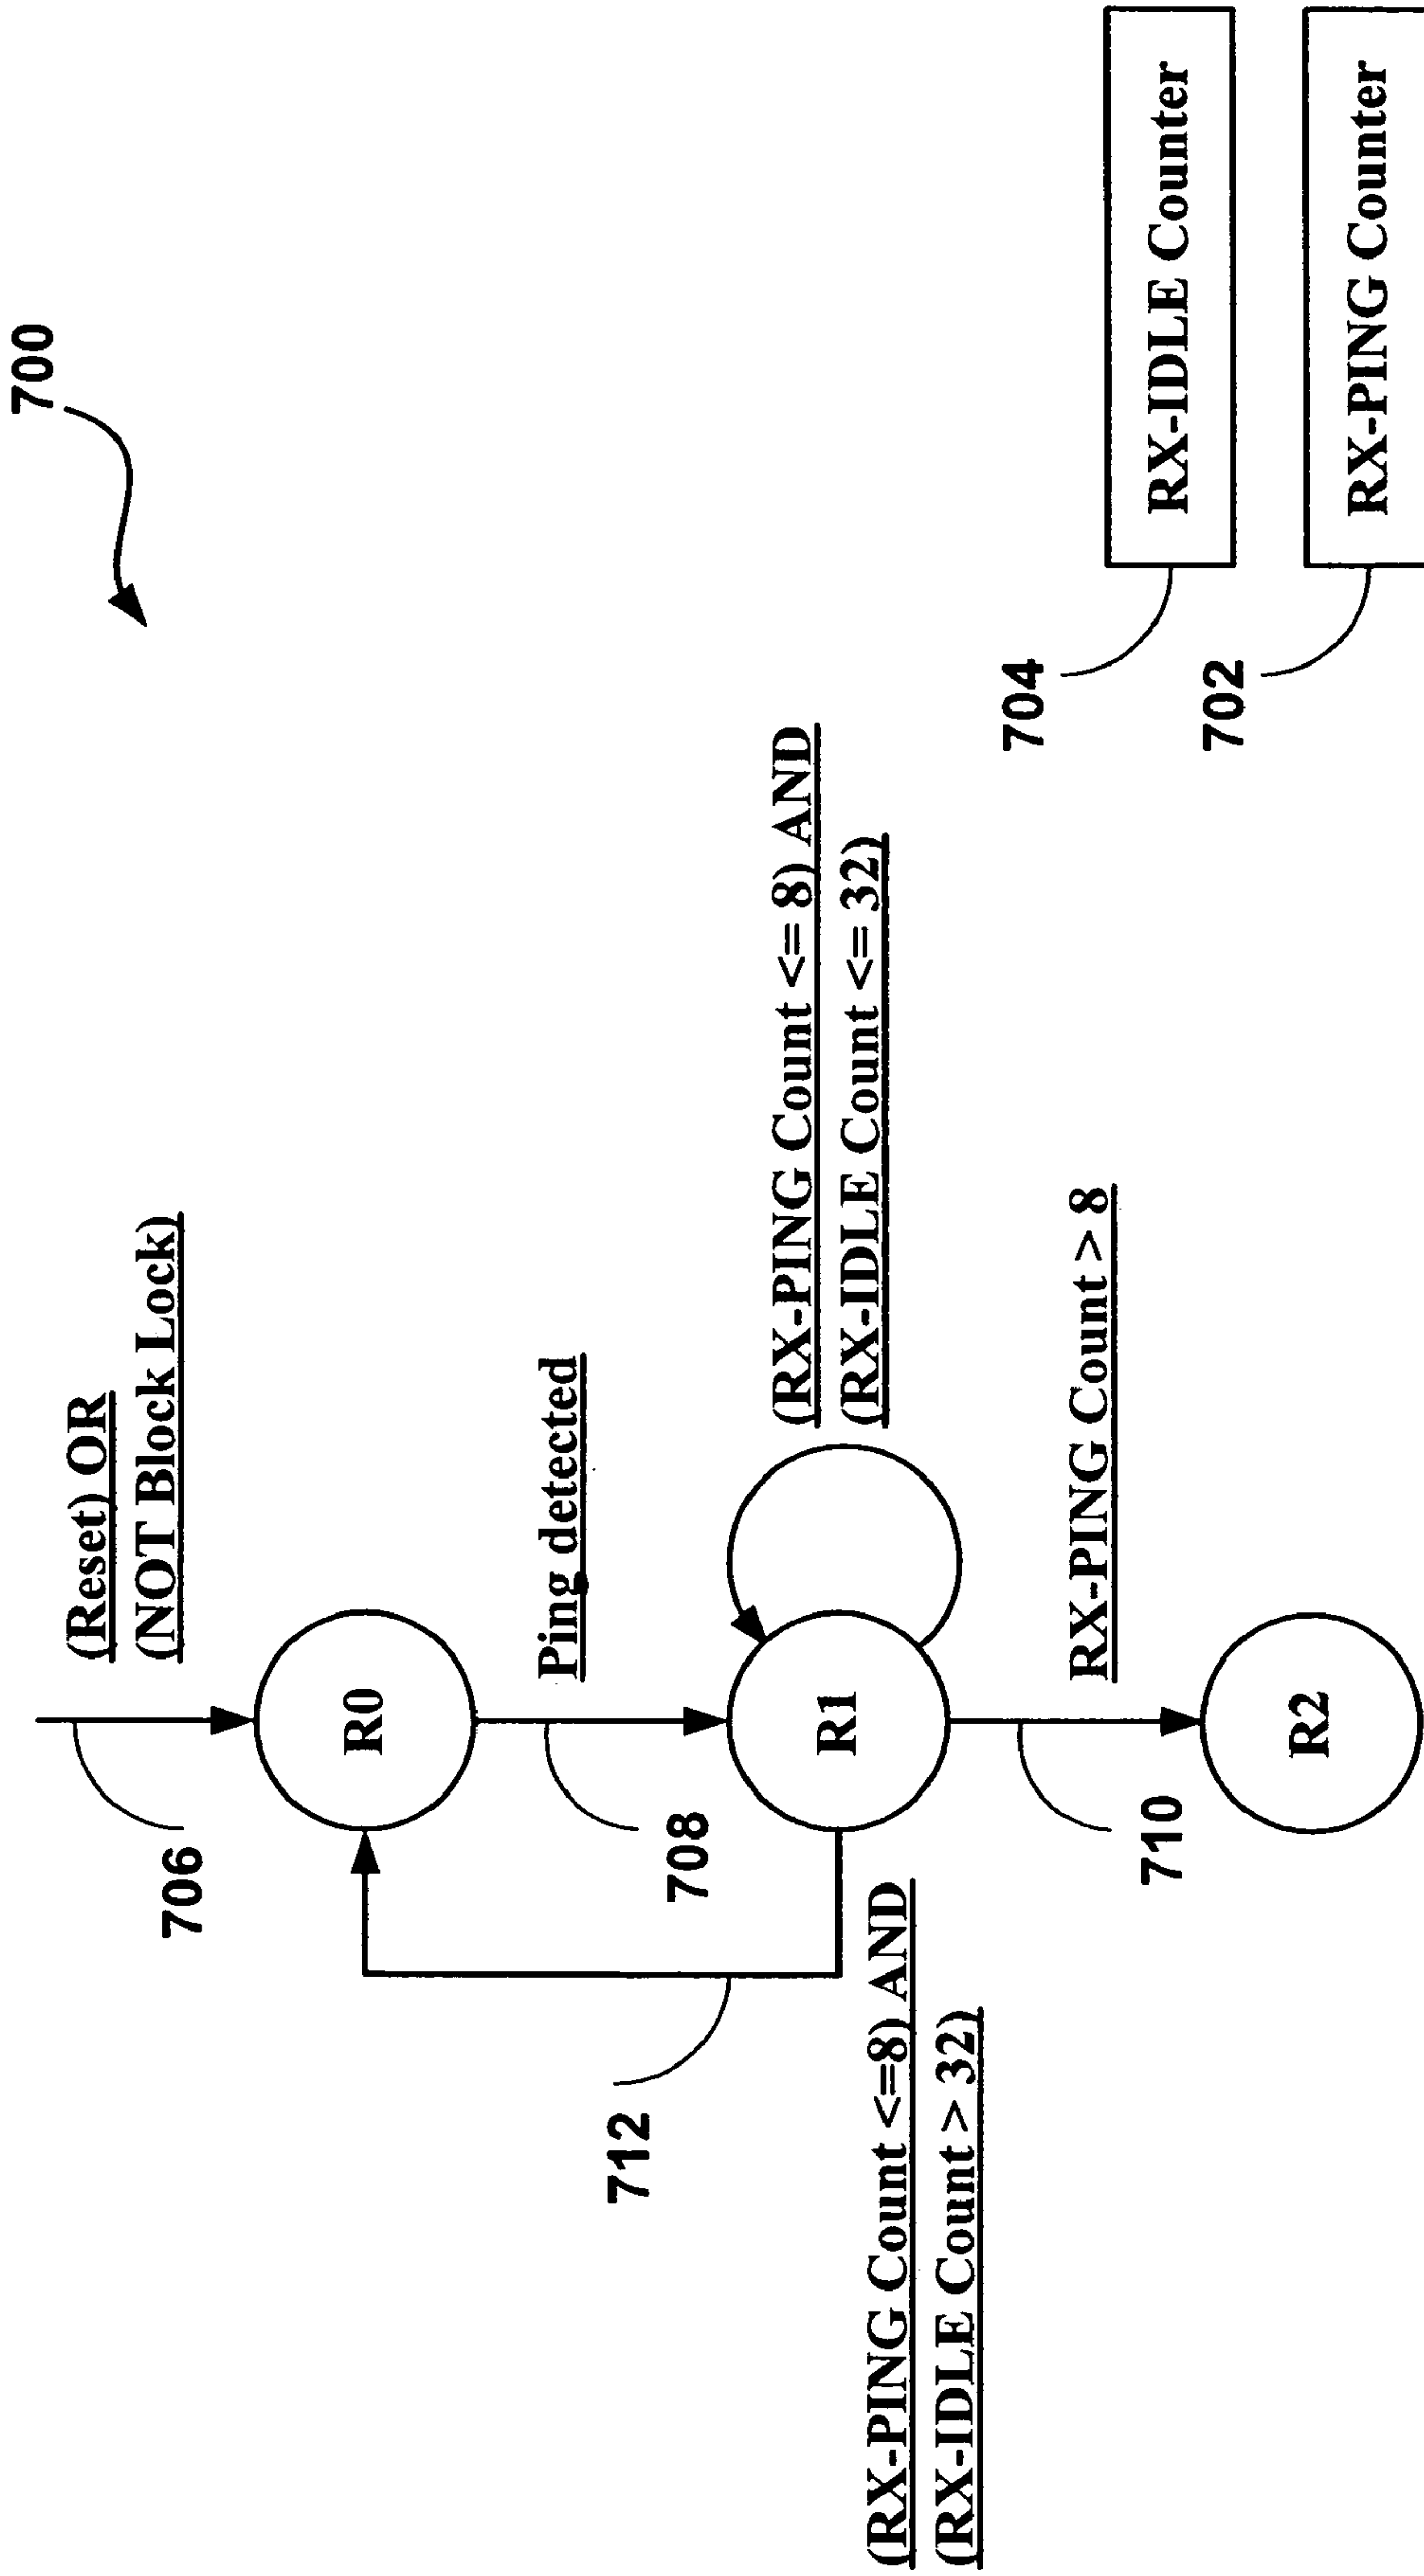 700
(Reset) OR
(NOT Block Lock)
706
R0
Ping detected
708
712
R1
(RX-PING Count <= 8) AND
(RX-IDLE Count <= 32)
(RX-PING Count <=8) AND
(RX-IDLE Count > 32)
RX-PING Count > 8
710
R2
704
RX-IDLE Counter
702
RX-PING Counter